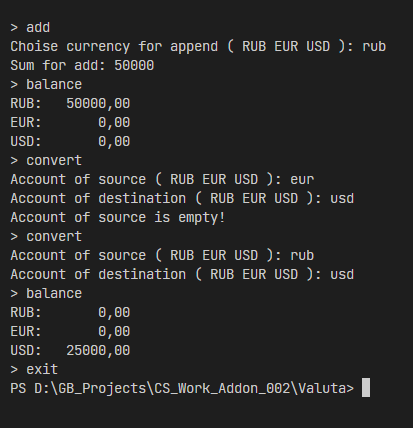 > add
Choise currency for append ( RUB EUR USD ): rub
Sum for add: 50000
> balance
RUB:   50000,00
EUR:       0,00
USD:       0,00
> convert
Account of source ( RUB EUR USD ): eur
Account of destination ( RUB EUR USD ): usd
Account of source is empty!
> convert
Account of source ( RUB EUR USD ): rub
Account of destination ( RUB EUR USD ): usd
> balance
RUB:       0,00
EUR:       0,00
USD:   25000,00
> exit
PS D:\GB_Projects\CS_Work_Addon_002\Valuta>